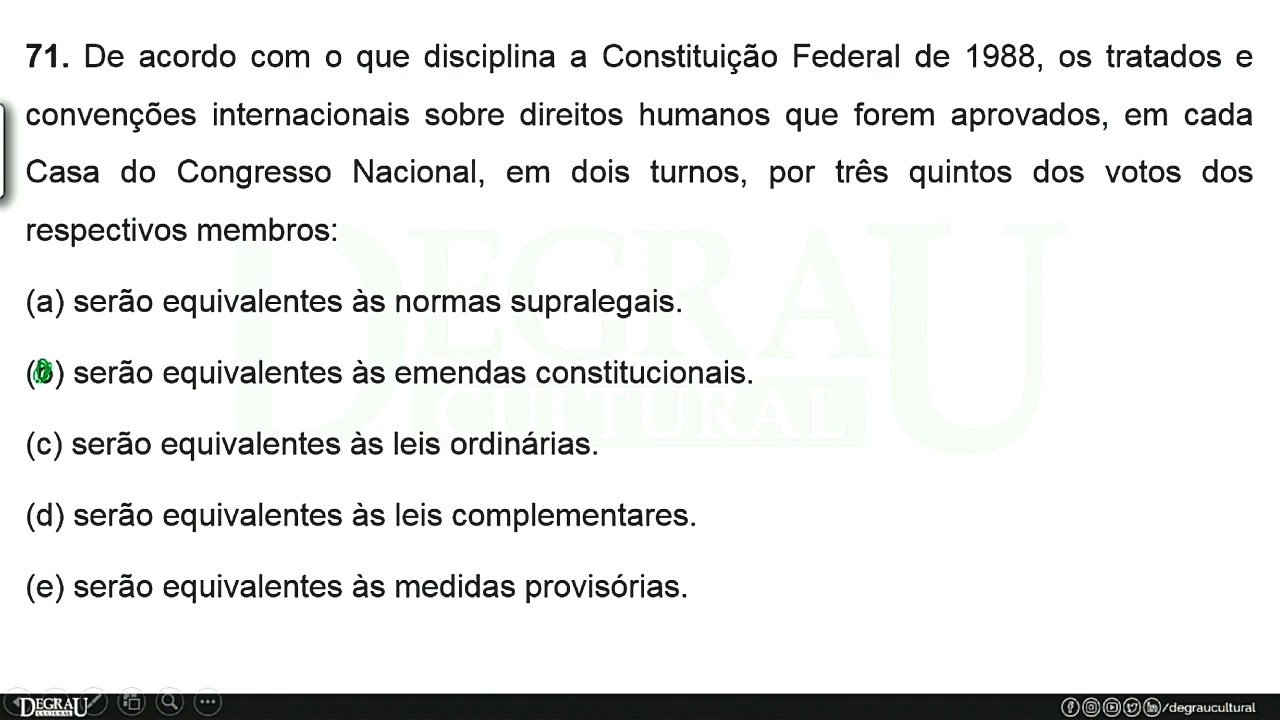 71. De acordo com o que disciplina a Constituição Federal de 1988, os tratados e
convenções internacionais sobre direitos humanos que forem aprovados, em cada
Casa do Congresso Nacional, em dois turnos, por três quintos dos votos dos
respectivos membros:
DEGRAU
CULTURAL
(a) serão equivalentes às normas supralegais.
(b) serão equivalentes às emendas constitucionais.
(c) serão equivalentes às leis ordinárias.
(d) serão equivalentes às leis complementares.
(e) serão equivalentes às medidas provisórias.
DEGRAU
CULTURAL
/degraucultural